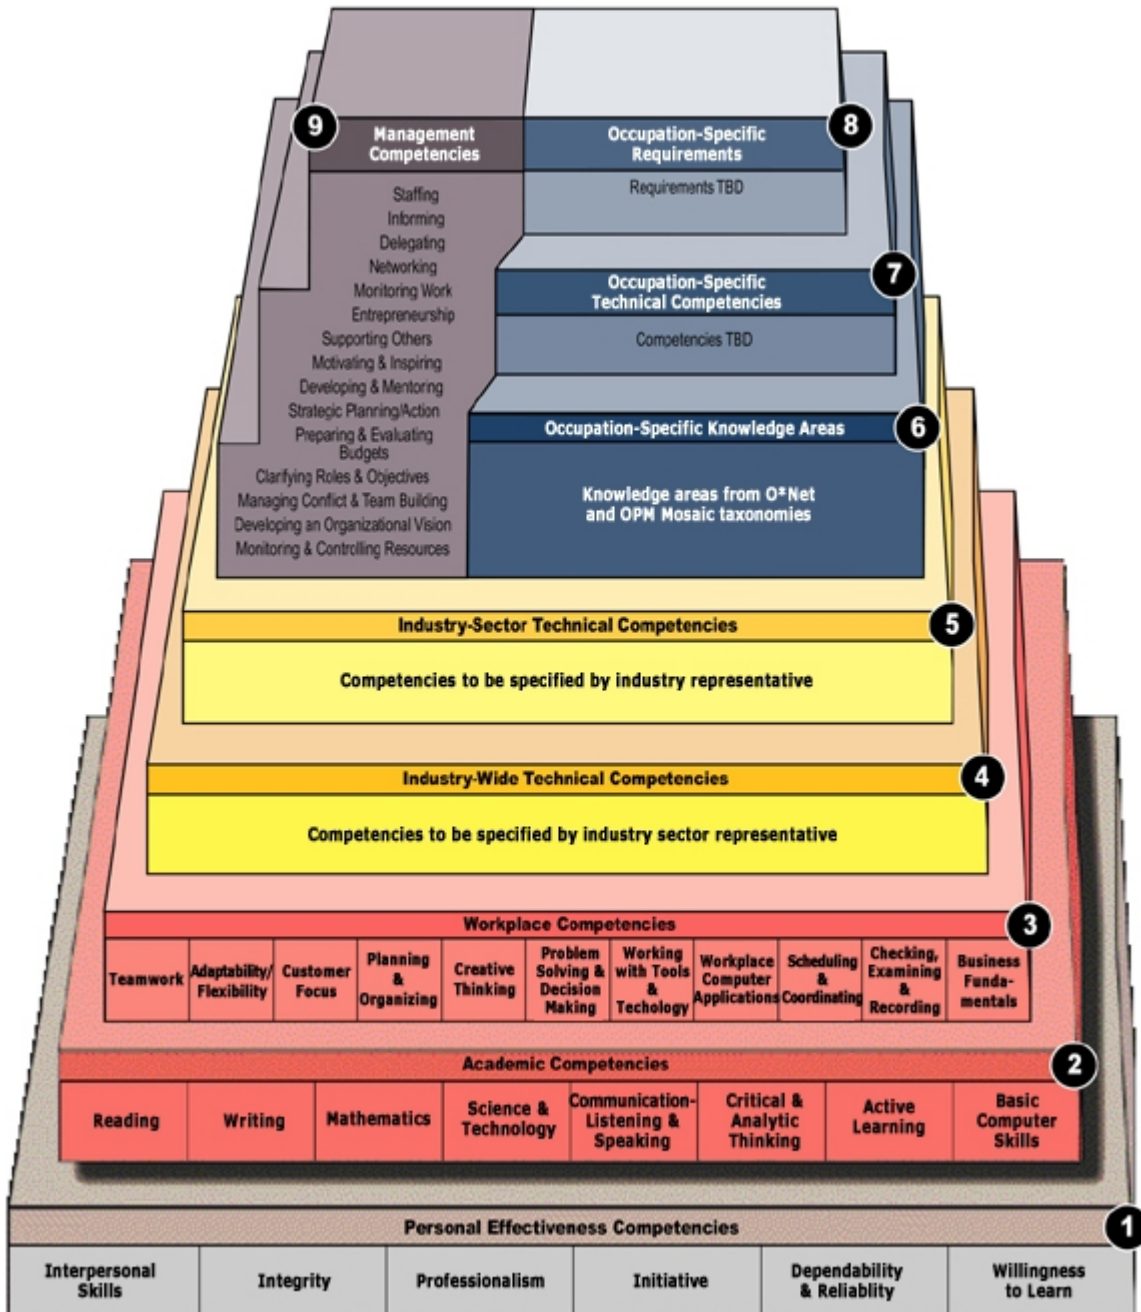 9
Management
Competencies
Occupation-Specific
Requirements
8
Requirements TBD
Staffing
Informing
Delegating
Networking
Monitoring Work
Entrepreneurship
Supporting Others
Motivating & Inspiring
Developing & Mentoring
Strategic Planning/Action
Preparing & Evaluating
Budgets
Clarifying Roles & Objectives
Managing Conflict & Team Building
Developing an Organizational Vision
Monitoring & Controlling Resources
Occupation-Specific
Technical Competencies
7
Competencies TBD
Occupation-Specific Knowledge Areas
6
Knowledge areas from O*Net
and OPM Mosaic taxonomies
Industry-Sector Technical Competencies
5
Competencies to be specified by industry representative
Industry-Wide Technical Competencies
4
Competencies to be specified by industry sector representative
Workplace Competencies
3
Teamwork
Adaptability/
Flexibility
Customer
Focus
Planning
&
Organizing
Creative
Thinking
Problem
Solving &
Decision
Making
Working
with Tools
&
Techology
Workplace
Computer
Applications
Scheduling
&
Coordinating
Checking,
Examining
&
Recording
Business
Funda-
mentals
Academic Competencies
2
Reading
Writing
Mathematics
Science &
Technology
Communication-
Listening &
Speaking
Critical &
Analytic
Thinking
Active
Learning
Basic
Computer
Skills
Personal Effectiveness Competencies
1
Interpersonal
Skills
Integrity
Professionalism
Initiative
Dependability
& Reliablity
Willingness
to Learn